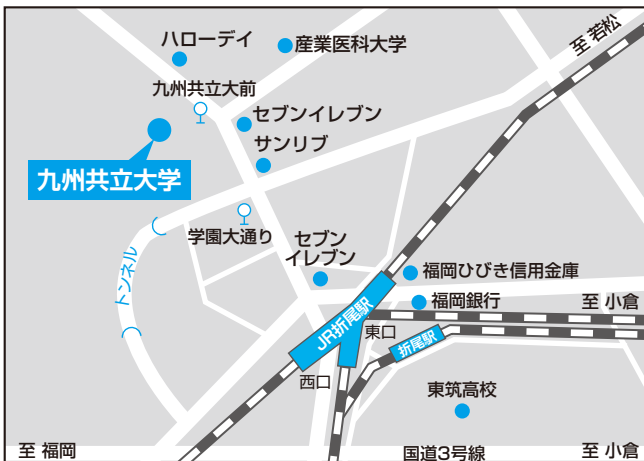 ハローデイ
産業医科大学
至 若松
九州共立大前
セブンイレブン
サンリブ
九州共立大学
学園大通り
トンネル
セブン
イレブン
福岡ひびき信用金庫
福岡銀行
至 小倉
JR折尾駅
東口
折尾駅
西口
東筑高校
至 福岡
国道3号線
至 小倉